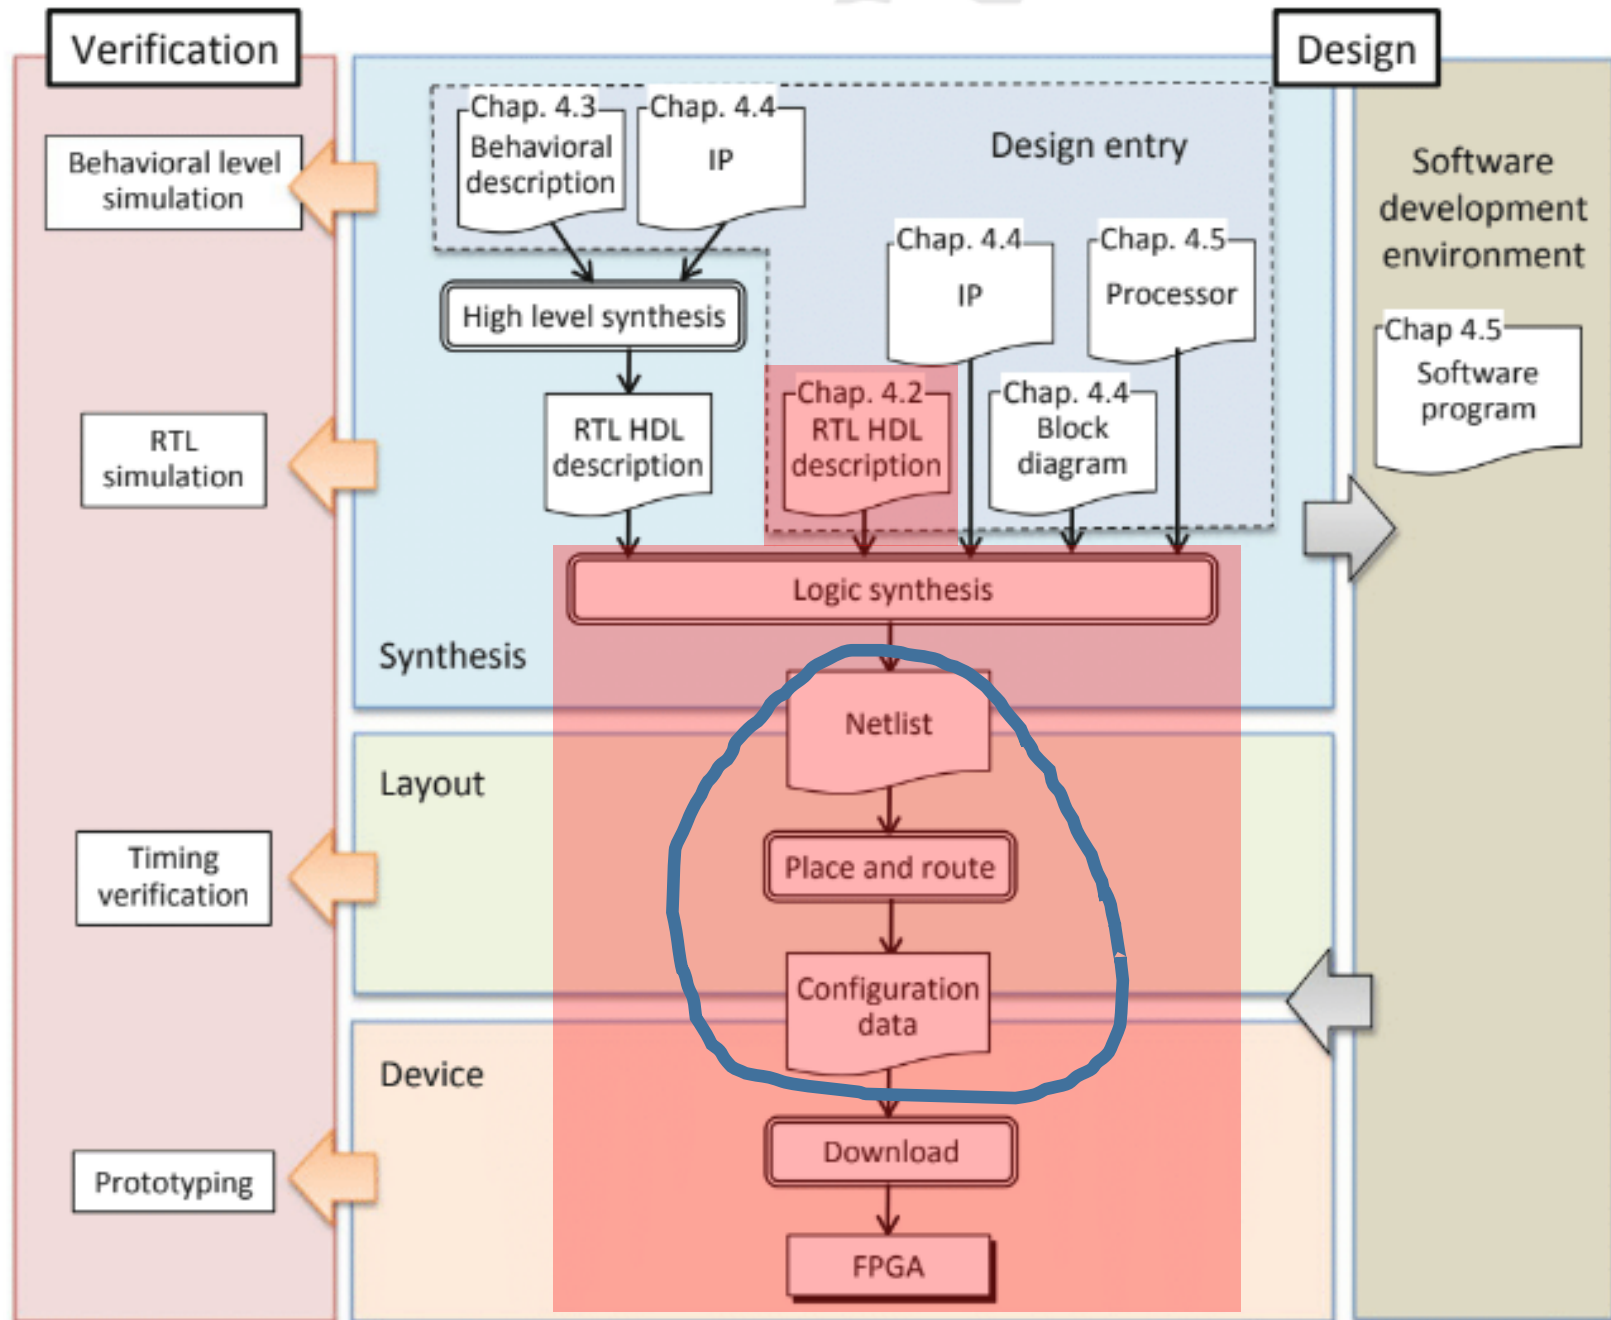 Verification
Design
Behavioral level
simulation
RTL
simulation
Timing
verification
Prototyping
Chap. 4.3
Behavioral
description
Chap. 4.4
IP
Design entry
High level synthesis
RTL HDL
description
Chap. 4.4
IP
Chap. 4.5
Processor
Chap. 4.2
RTL HDL
description
Chap. 4.4
Block
diagram
Logic synthesis
Synthesis
Netlist
Layout
Place and route
Configuration
data
Device
Download
FPGA
Software
development
environment
Chap 4.5
Software
program